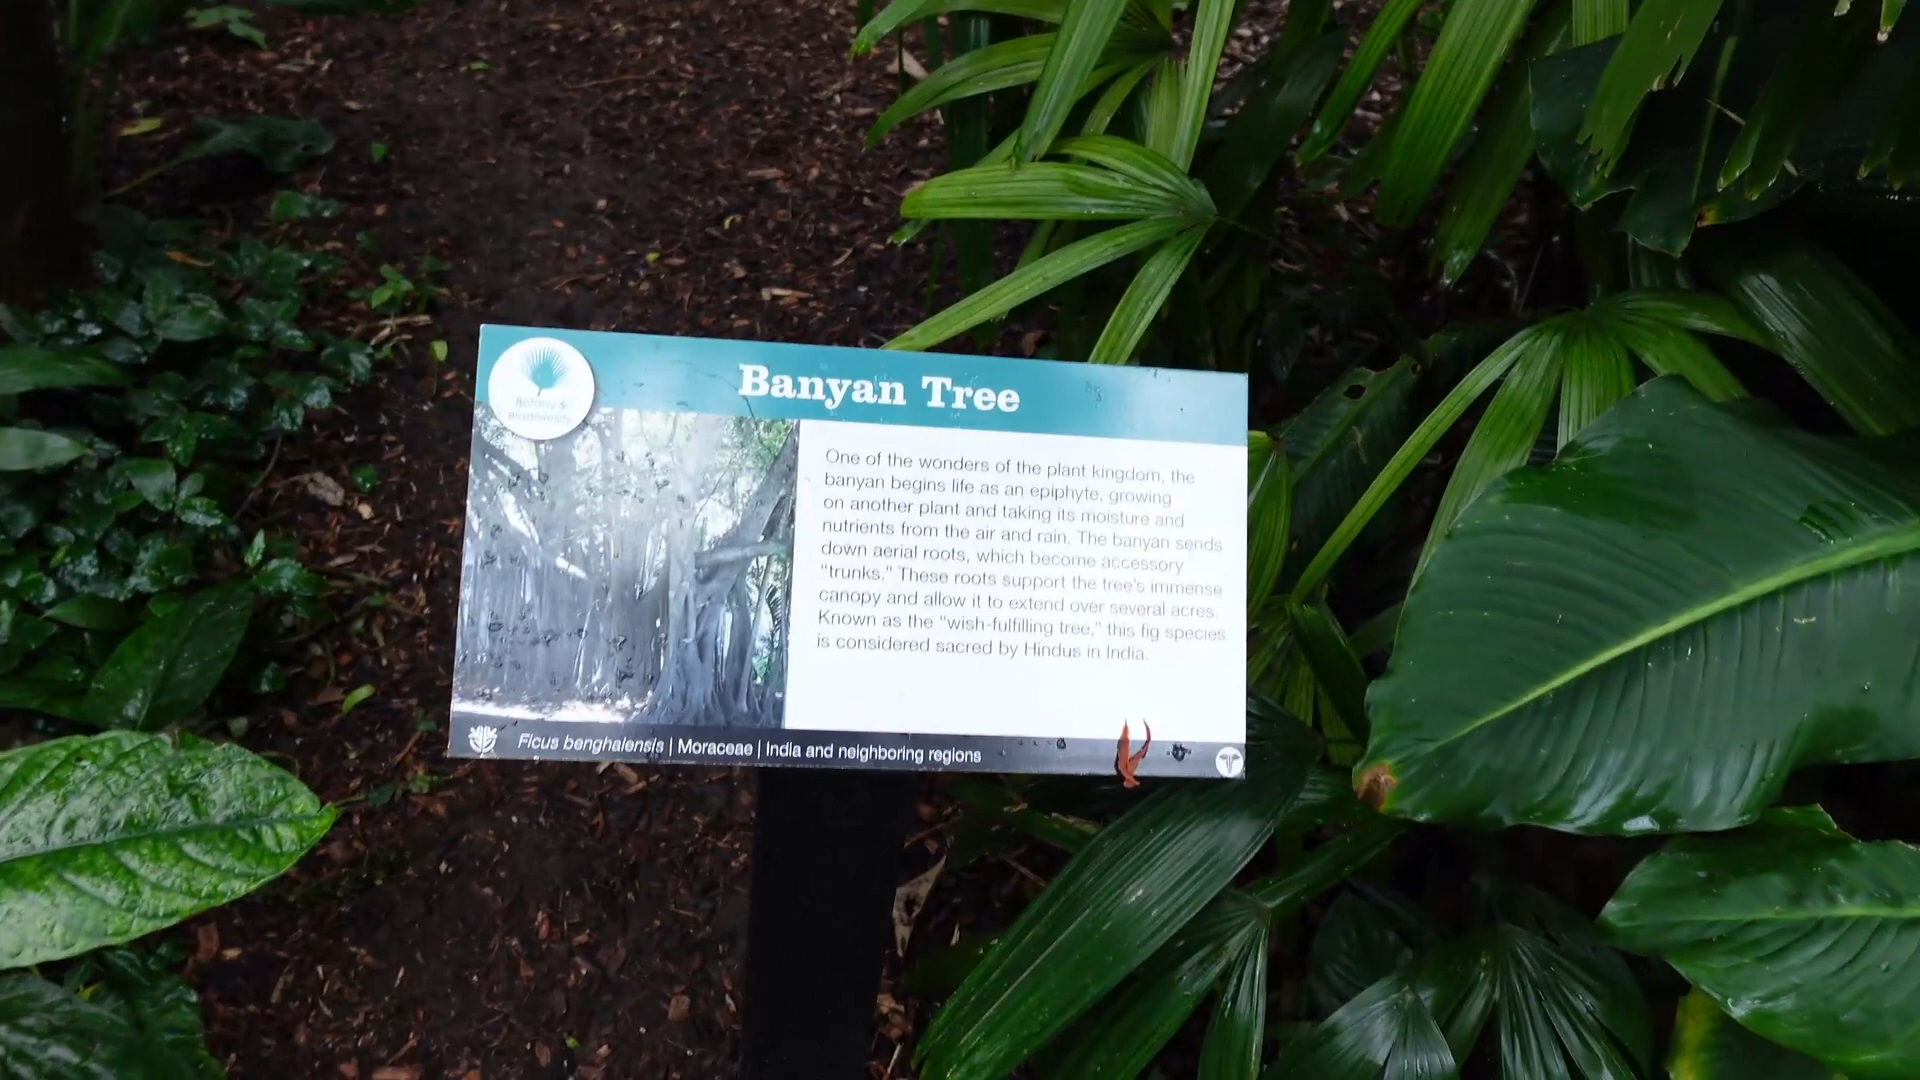 Banyan Tree
Botany &
Biodiversity
One of the wonders of the plant kingdom, the
banyan begins life as an epiphyte, growing
on another plant and taking its moisture and
nutrients from the air and rain. The banyan sends
down aerial roots, which become accessory
“trunks.” These roots support the tree's immense
canopy and allow it to extend over several acres.
Known as the “wish-fulfilling tree,” this fig species
is considered sacred by Hindus in India.
Ficus benghalensis | Moraceae | India and neighboring regions